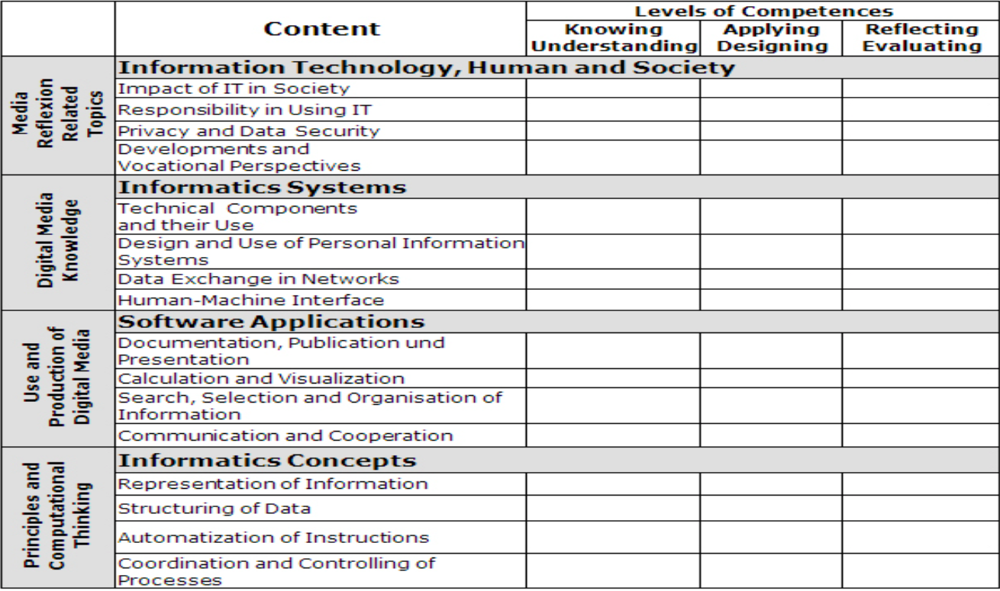 Content
Levels of Competences
Knowing
Understanding
Applying
Designing
Reflecting
Evaluating
Media
Reflexion
Related
Topics
Information Technology, Human and Society
Impact of IT in Society
Responsibility in Using IT
Privacy and Data Security
Developments and
Vocational Perspectives
Digital Media
Knowledge
Informatics Systems
Technical Components
and their Use
Design and Use of Personal Information
Systems
Data Exchange in Networks
Human-Machine Interface
Use and
Production of
Digital Media
Software Applications
Documentation, Publication und
Presentation
Calculation and Visualization
Search, Selection and Organisation of
Information
Communication and Cooperation
Principles and
Computational
Thinking
Informatics Concepts
Representation of Information
Structuring of Data
Automatization of Instructions
Coordination and Controlling of
Processes